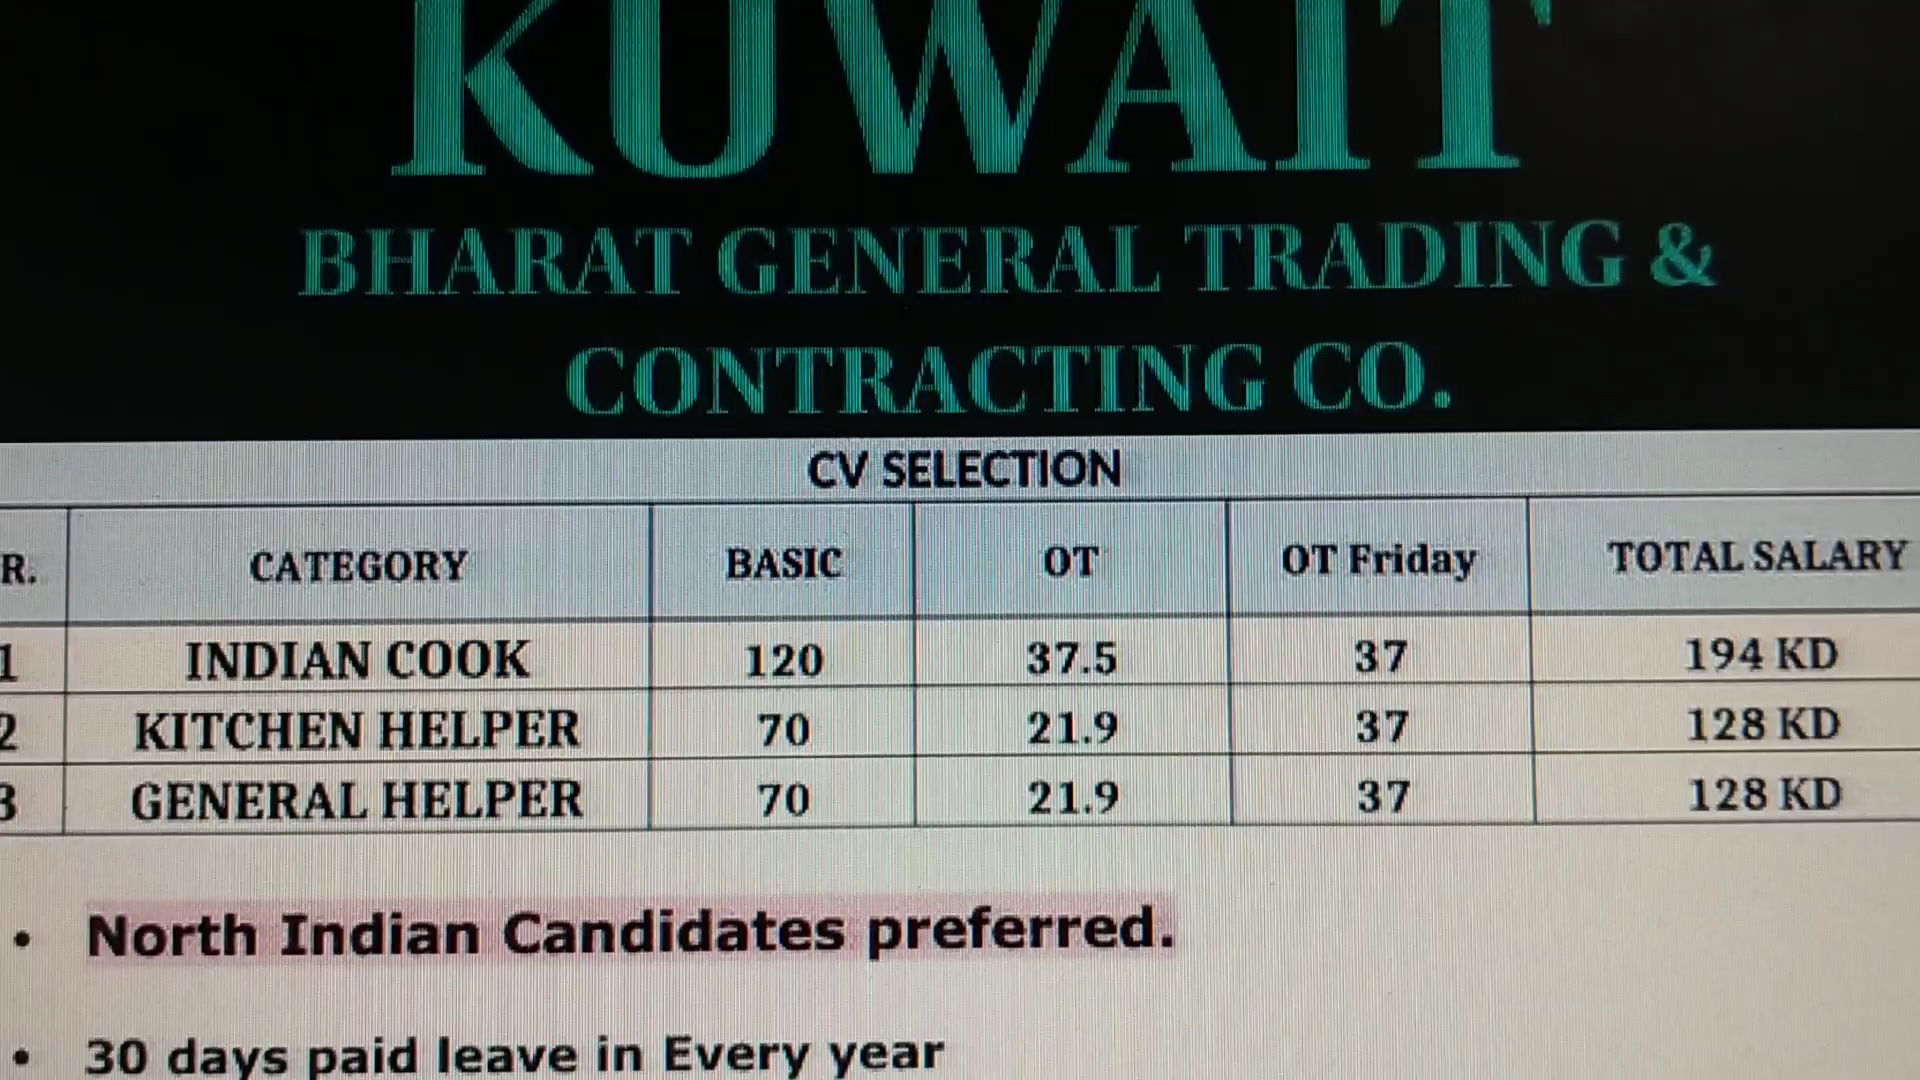 KUWAIT
BHARAT GENERAL TRADING &
CONTRACTING CO.
CV SELECTION
R. CATEGORY BASIC OT OT Friday TOTAL SALARY
1 INDIAN COOK 120 37.5 37 194 KD
2 KITCHEN HELPER 70 21.9 37 128 KD
3 GENERAL HELPER 70 21.9 37 128 KD
• North Indian Candidates preferred.
• 30 days paid leave in Every year